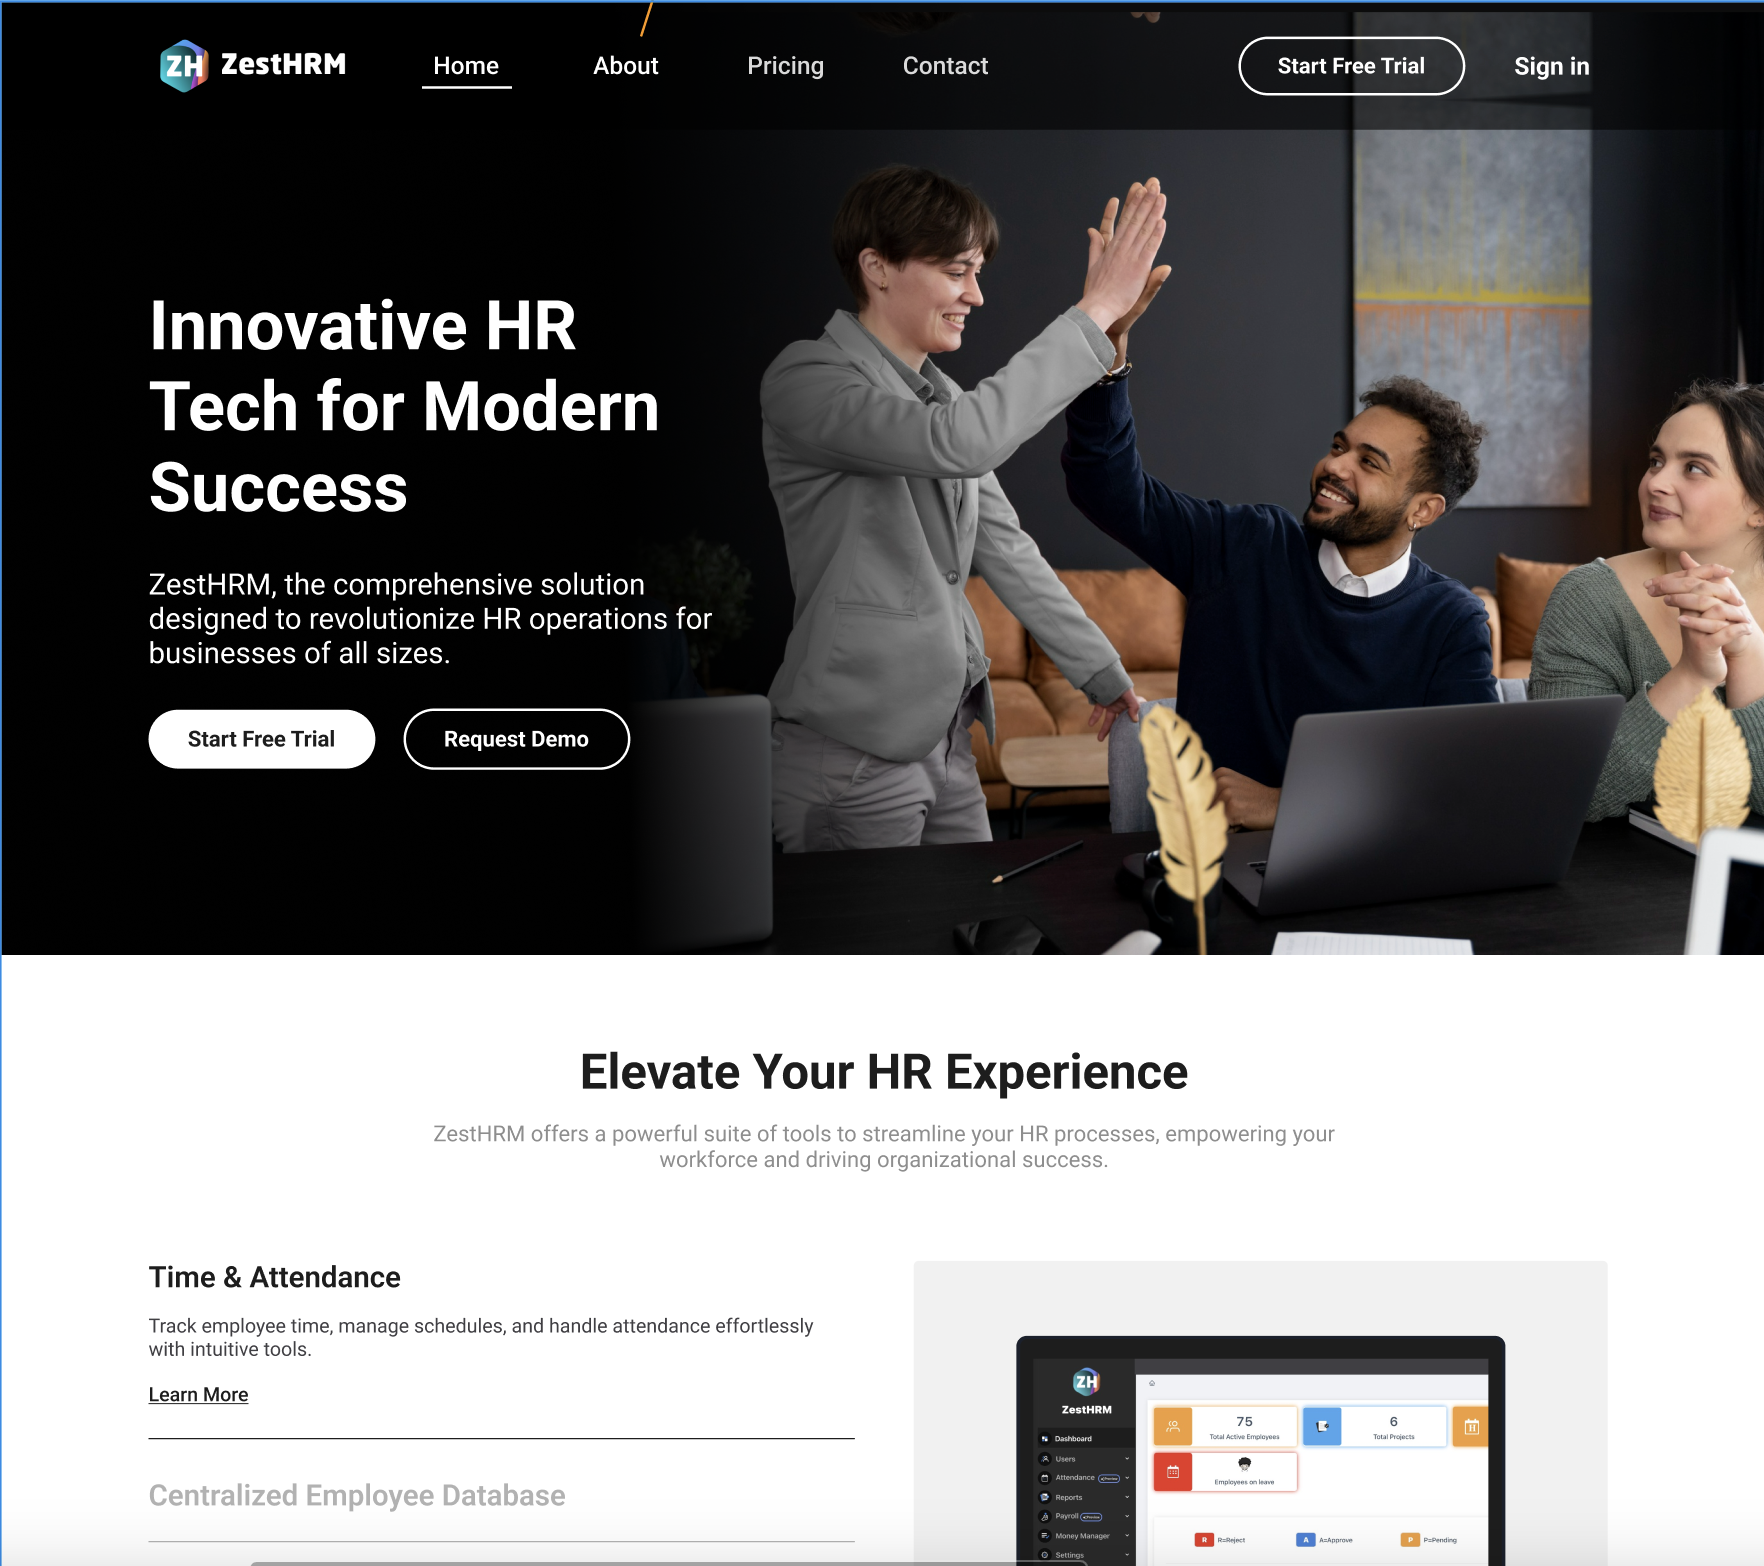 ZH ZestHRM
Home
About
Pricing
Contact
Start Free Trial
Sign in
Innovative HR
Tech for Modern
Success
ZestHRM, the comprehensive solution
designed to revolutionize HR operations for
businesses of all sizes.
Start Free Trial
Request Demo
Elevate Your HR Experience
ZestHRM offers a powerful suite of tools to streamline your HR processes, empowering your
workforce and driving organizational success.
Time & Attendance
Track employee time, manage schedules, and handle attendance effortlessly
with intuitive tools.
Learn More
Centralized Employee Database
ZH
ZestHRM
Dashboard
Users
Attendance Preview
Reports
Payroll Preview
Money Manager
Settings
75
Total Active Employees
6
Total Projects
H
Employees on leave
R R=Reject
A A=Approve
P P=Pending